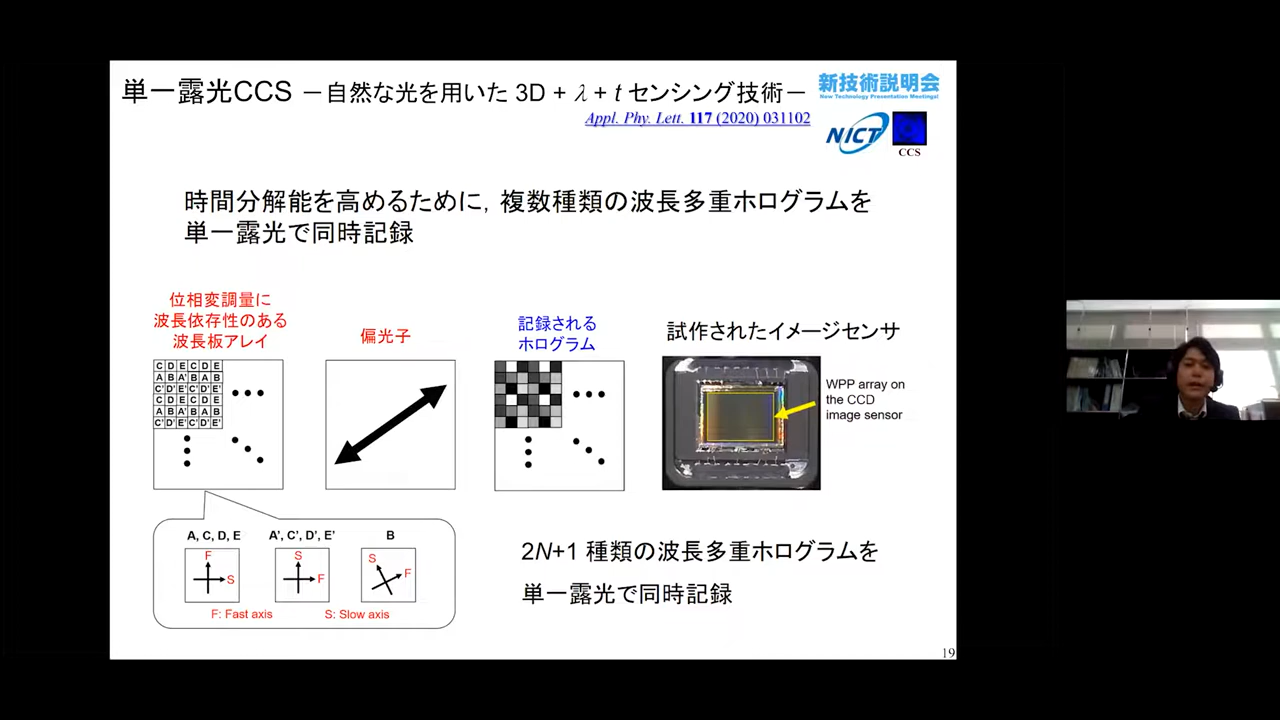 単一露光CCS －自然な光を用いた 3D + λ + t センシング技術－
新技術説明会
New Technology Presentation Meetings!
Appl. Phy. Lett. 117 (2020) 031102
NICT
CCS
時間分解能を高めるために, 複数種類の波長多重ホログラムを
単一露光で同時記録
位相変調量に
波長依存性のある
波長板アレイ
偏光子
記録される
ホログラム
試作されたイメージセンサ
C D E C D E
A B A' B A B
C' D' E' C' D' E'
C D E C D E
A B A' B A B
C' D' E' C' D' E'
WPP array on
the CCD
image sensor
A, C, D, E
A', C', D', E'
B
F
S
S
F
S
F
F: Fast axis
S: Slow axis
2N+1 種類の波長多重ホログラムを
単一露光で同時記録
19